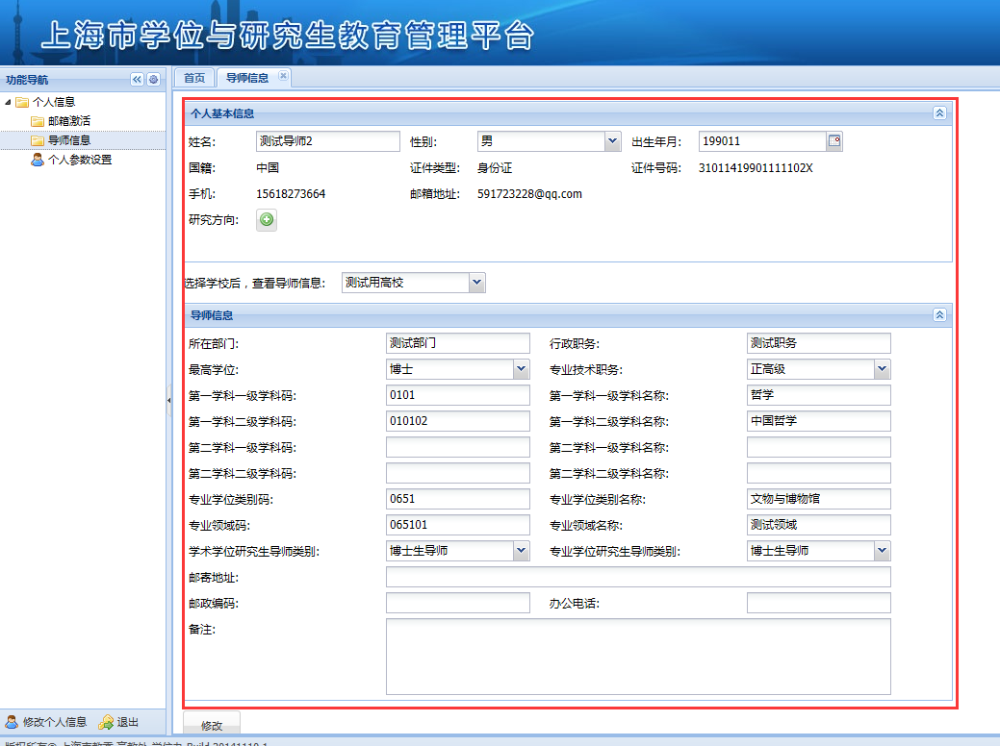 上海市学位与研究生教育管理平台
功能导航
首页 导师信息
个人信息
邮箱激活
导师信息
个人参数设置
个人基本信息
姓名: 测试导师2 性别: 男 出生年月: 199011
国籍: 中国 证件类型: 身份证 证件号码: 31011419901111102X
手机: 15618273664 邮箱地址: 591723228@qq.com
研究方向:
选择学校后，查看导师信息: 测试用高校
导师信息
所在部门: 测试部门 行政职务: 测试职务
最高学位: 博士 专业技术职务: 正高级
第一学科一级学科码: 0101 第一学科一级学科名称: 哲学
第一学科二级学科码: 010102 第一学科二级学科名称: 中国哲学
第二学科一级学科码: 第二学科一级学科名称:
第二学科二级学科码: 第二学科二级学科名称:
专业学位类别码: 0651 专业学位类别名称: 文物与博物馆
专业领域码: 065101 专业领域名称: 测试领域
学术学位研究生导师类别: 博士生导师 专业学位研究生导师类别: 博士生导师
邮寄地址:
邮政编码: 办公电话:
备注:
修改个人信息 退出
修改